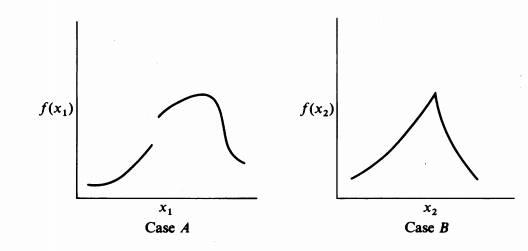 f(x₁)
x₁
Case A
f(x₂)
x₂
Case B